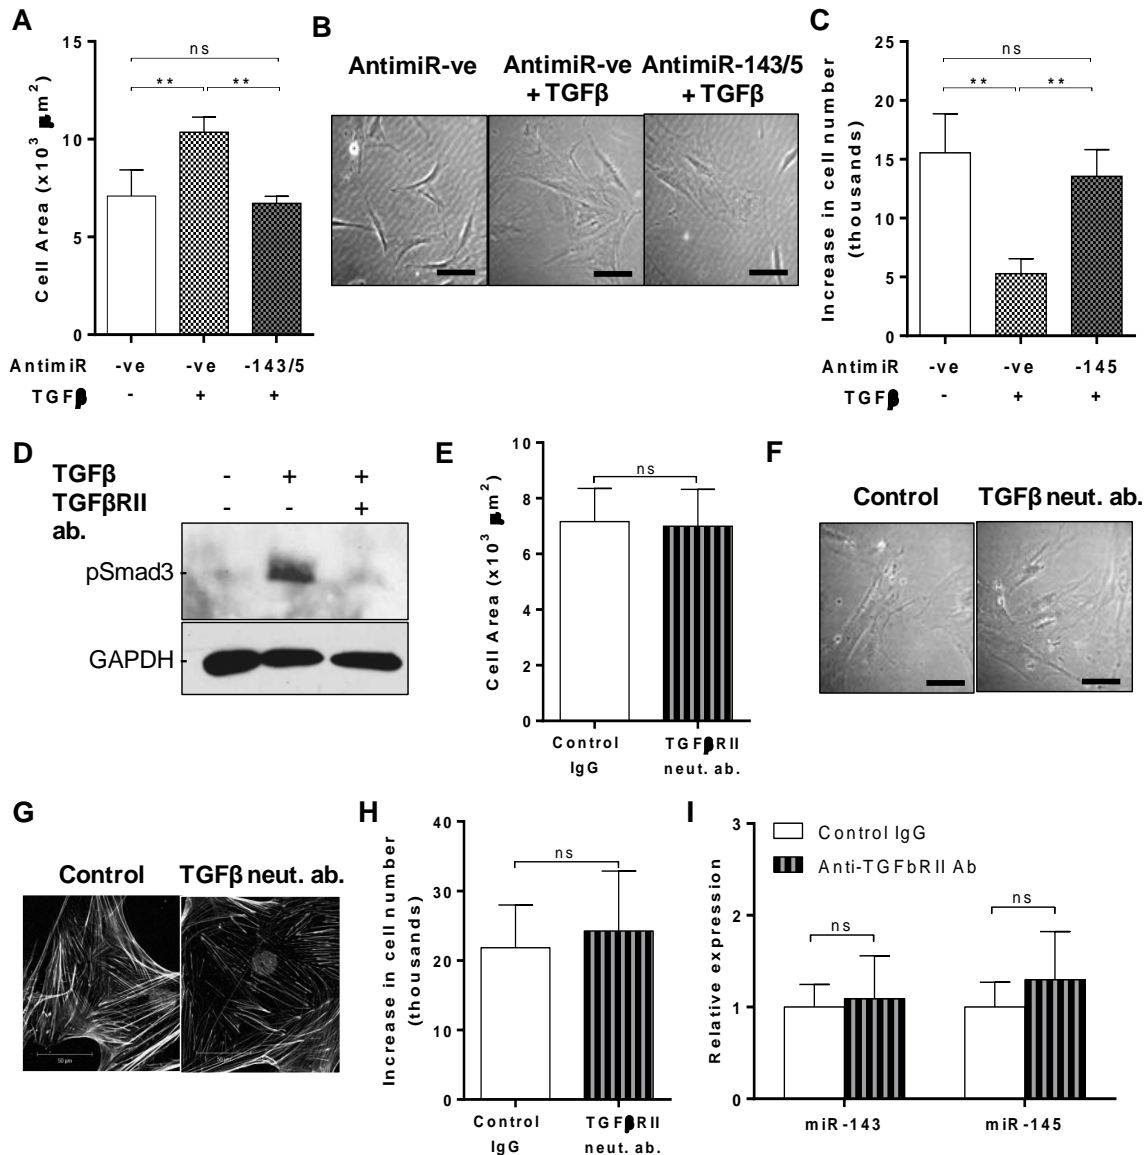 A
15
10
5
0
Cell Area (x10³ µm²)
ns
** **
AntimiR -ve -ve -143/5
TGFβ - + +
B
AntimiR-ve AntimiR-ve + TGFβ AntimiR-143/5 + TGFβ
C
25
20
15
10
5
0
Increase in cell number
(thousands)
ns
** **
AntimiR -ve -ve -145
TGFβ - + +
D
TGFβ - + +
TGFβRII - - +
ab.
pSmad3
GAPDH
E
10
8
6
4
2
0
Cell Area (x10³ µm²)
ns
Control
IgG
TGFβRII
neut. ab.
F
Control TGFβ neut. ab.
G
Control TGFβ neut. ab.
50 µm
50 µm
H
40
30
20
10
0
Increase in cell number
(thousands)
ns
Control
IgG
TGFβRII
neut. ab.
I
3
2
1
0
Relative expression
Control IgG
Anti-TGFbRII Ab
ns
ns
miR-143 miR-145